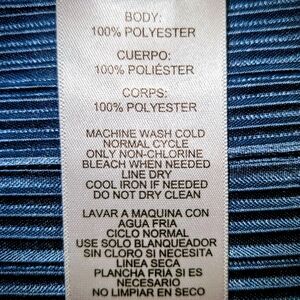 BODY:
100% POLYESTER
CUERPO:
100% POLIÉSTER
CORPS:
100% POLYESTER
MACHINE WASH COLD
NORMAL CYCLE
ONLY NON-CHLORINE
BLEACH WHEN NEEDED
LINE DRY
COOL IRON IF NEEDED
DO NOT DRY CLEAN
LAVAR A MAQUINA CON
AGUA FRIA
CICLO NORMAL
USE SOLO BLANQUEADOR
SIN CLORO SI NECESITA
LINEA SECA
PLANCHA FRIA SI ES
NECESARIO
NO LIMPIAR EN SECO